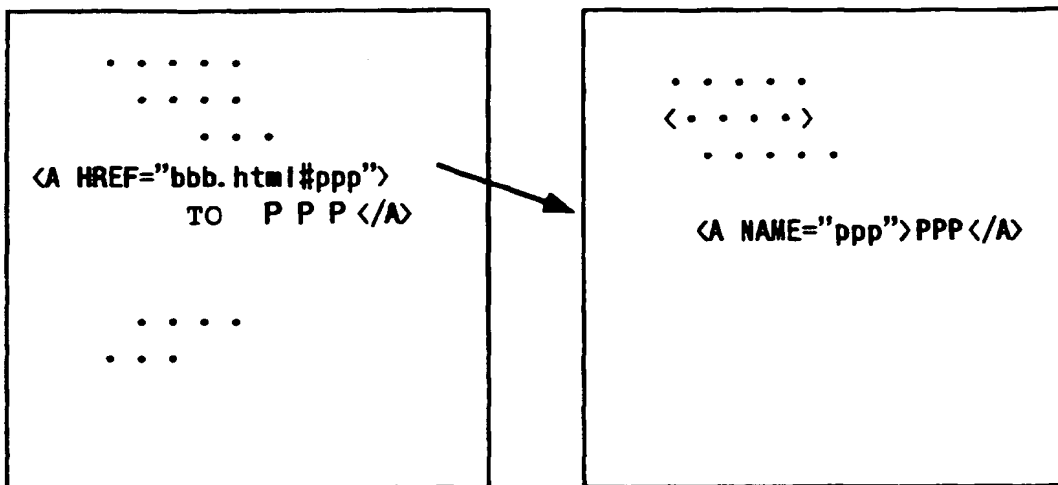 · · · · ·
· · · ·
· · ·
<A HREF="bbb.html#ppp">
TO P P P </A>
· · · ·
· · ·
· · · · ·
<· · · ·>
· · · · ·
<A NAME="ppp">PPP</A>